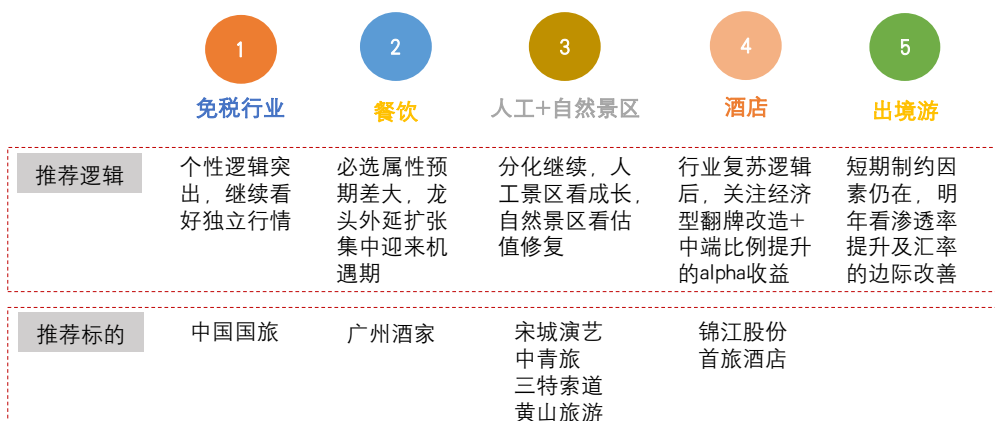 1
2
3
4
5
免税行业
餐饮
人工+自然景区
酒店
出境游
推荐逻辑
个性逻辑突
出，继续看
好独立行情
必选属性预
期差大，龙
头外延扩张
集中迎来机
遇期
分化继续，人
工景区看成长，
自然景区看估
值修复
行业复苏逻辑
后，关注经济
型翻牌改造+
中端比例提升
的alpha收益
短期制约因
素仍在，明
年看渗透率
提升及汇率
的边际改善
推荐标的
中国国旅
广州酒家
宋城演艺
中青旅
三特索道
黄山旅游
锦江股份
首旅酒店